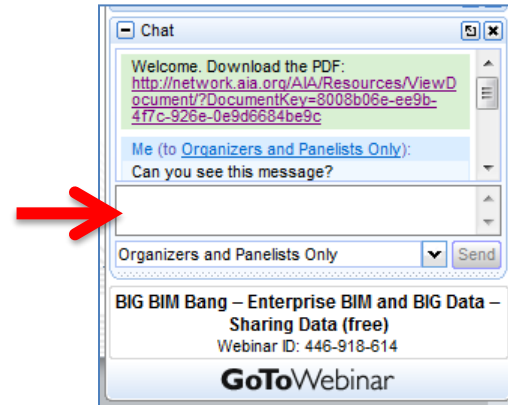 Chat
Welcome. Download the PDF:
http://network.aia.org/AIA/Resources/ViewD
ocument/?DocumentKey=8008b06e-ee9b-
4f7c-926e-0e9d6684be9c
Me (to Organizers and Panelists Only):
Can you see this message?
Organizers and Panelists Only
Send
BIG BIM Bang – Enterprise BIM and BIG Data –
Sharing Data (free)
Webinar ID: 446-918-614
GoToWebinar